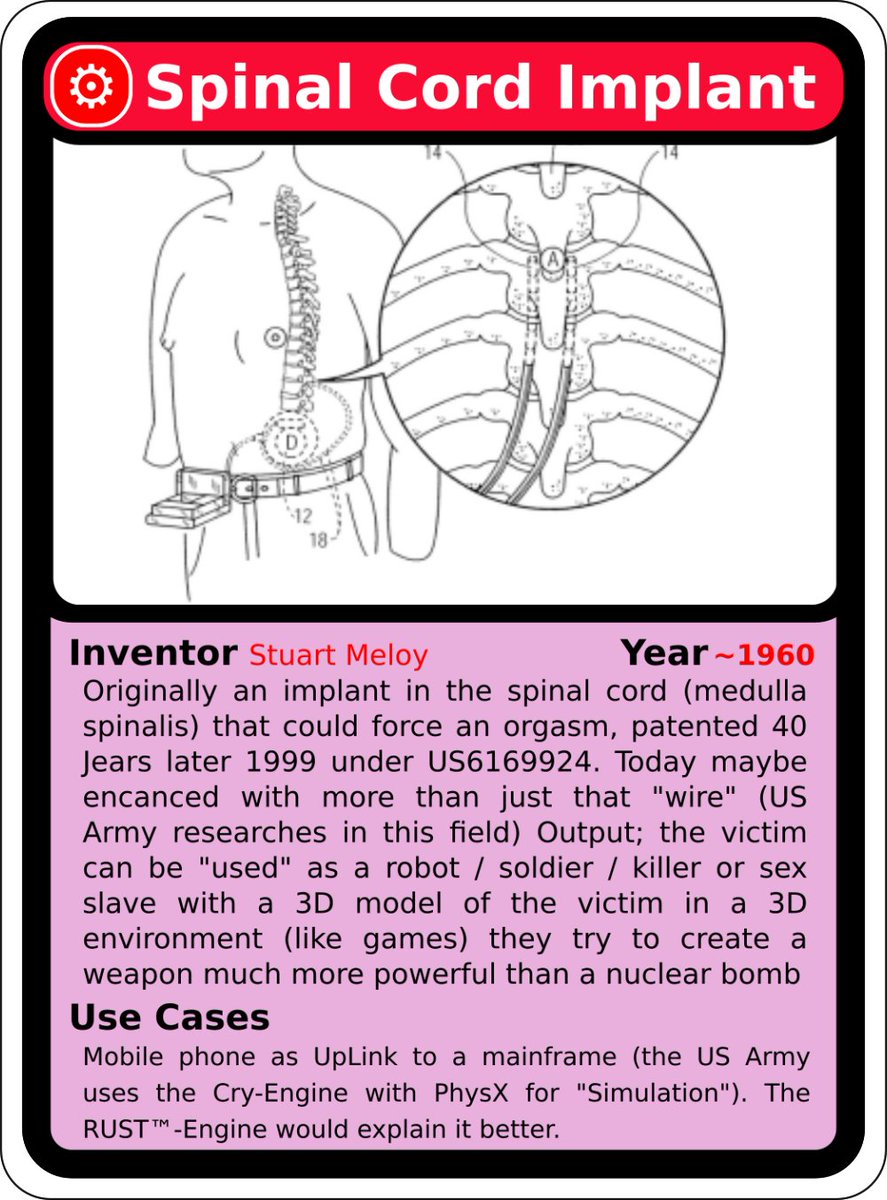 Spinal Cord Implant
14 14
A
D
12
18
Inventor Stuart Meloy Year ~1960
Originally an implant in the spinal cord (medulla
spinalis) that could force an orgasm, patented 40
Jears later 1999 under US6169924. Today maybe
encanced with more than just that "wire" (US
Army researches in this field) Output; the victim
can be "used" as a robot / soldier / killer or sex
slave with a 3D model of the victim in a 3D
environment (like games) they try to create a
weapon much more powerful than a nuclear bomb
Use Cases
Mobile phone as UpLink to a mainframe (the US Army
uses the Cry-Engine with PhysX for "Simulation"). The
RUST™-Engine would explain it better.